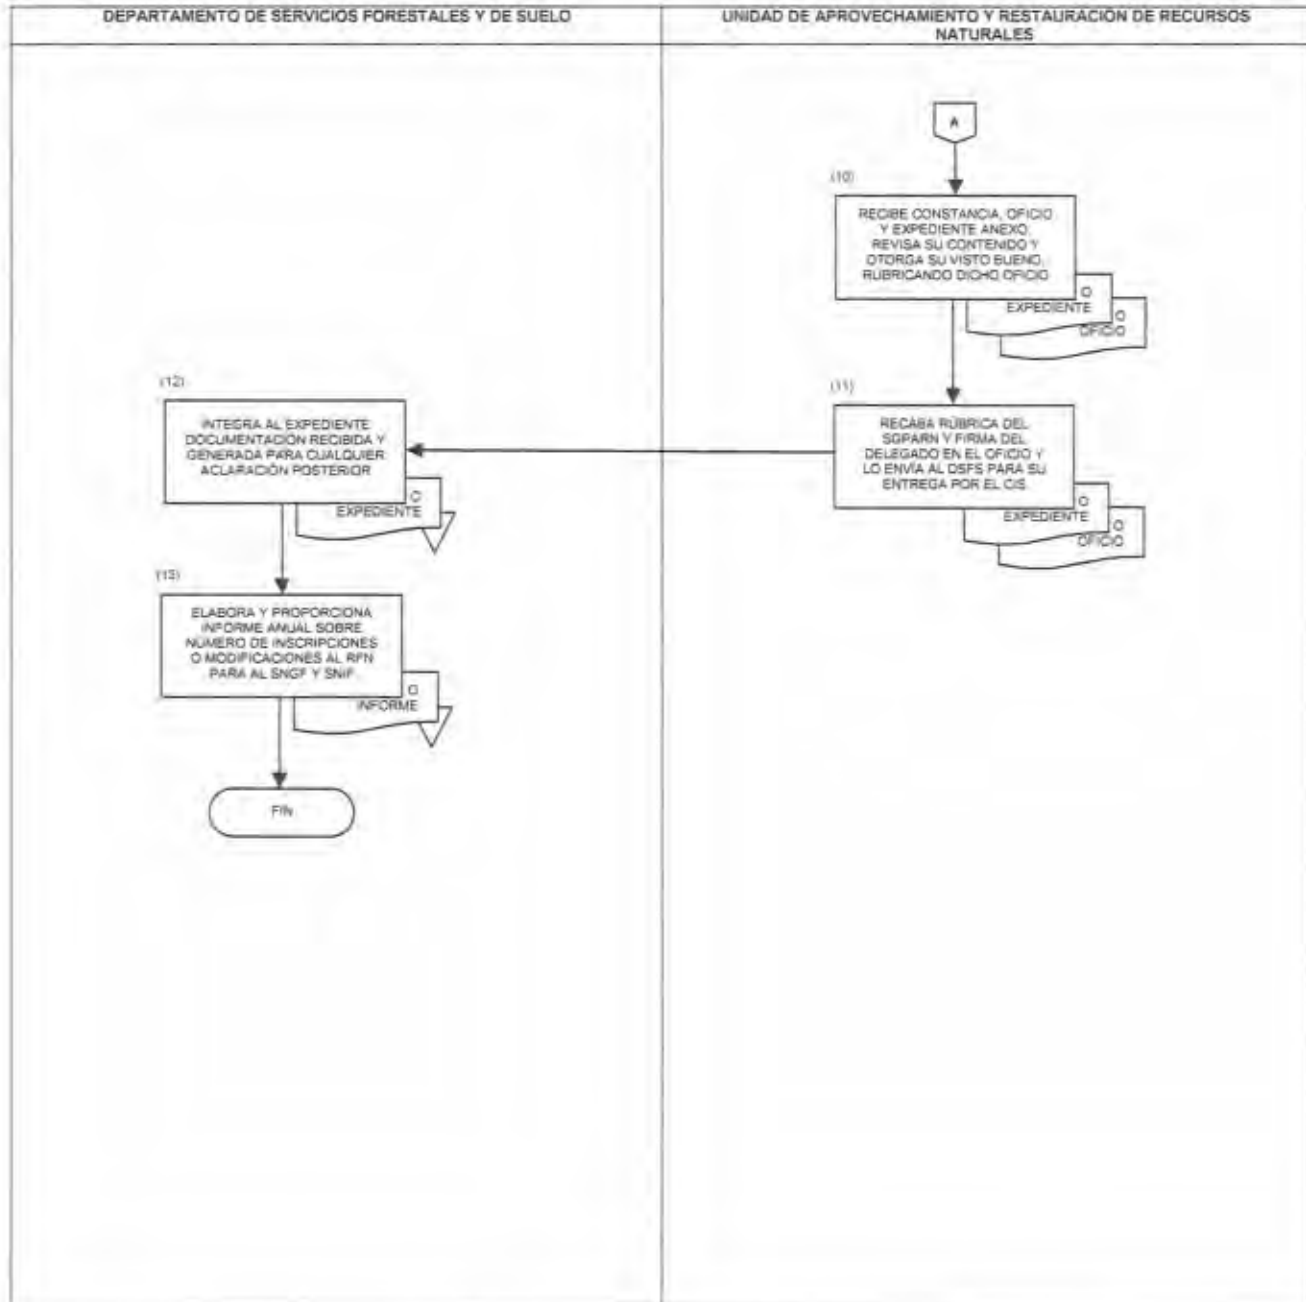 DEPARTAMENTO DE SERVICIOS FORESTALES Y DE SUELO
UNIDAD DE APROVECHAMIENTO Y RESTAURACIÓN DE RECURSOS
NATURALES
A
(10)
RECIBE CONSTANCIA, OFICIO
Y EXPEDIENTE ANEXO,
REVISA SU CONTENIDO Y
OTORGA SU VISTO BUENO,
RUBRICANDO DICHO OFICIO
O
EXPEDIENTE
O
OFICIO
(11)
RECABA RÚBRICA DEL
SGPARN Y FIRMA DEL
DELEGADO EN EL OFICIO Y
LO ENVÍA AL DSFS PARA SU
ENTREGA POR EL CIS
O
EXPEDIENTE
O
OFICIO
(12)
INTEGRA AL EXPEDIENTE
DOCUMENTACIÓN RECIBIDA Y
GENERADA PARA CUALQUIER
ACLARACIÓN POSTERIOR
O
EXPEDIENTE
(13)
ELABORA Y PROPORCIONA
INFORME ANUAL SOBRE
NÚMERO DE INSCRIPCIONES
O MODIFICACIONES AL RFN
PARA AL SNGF Y SNIF
O
INFORME
FIN